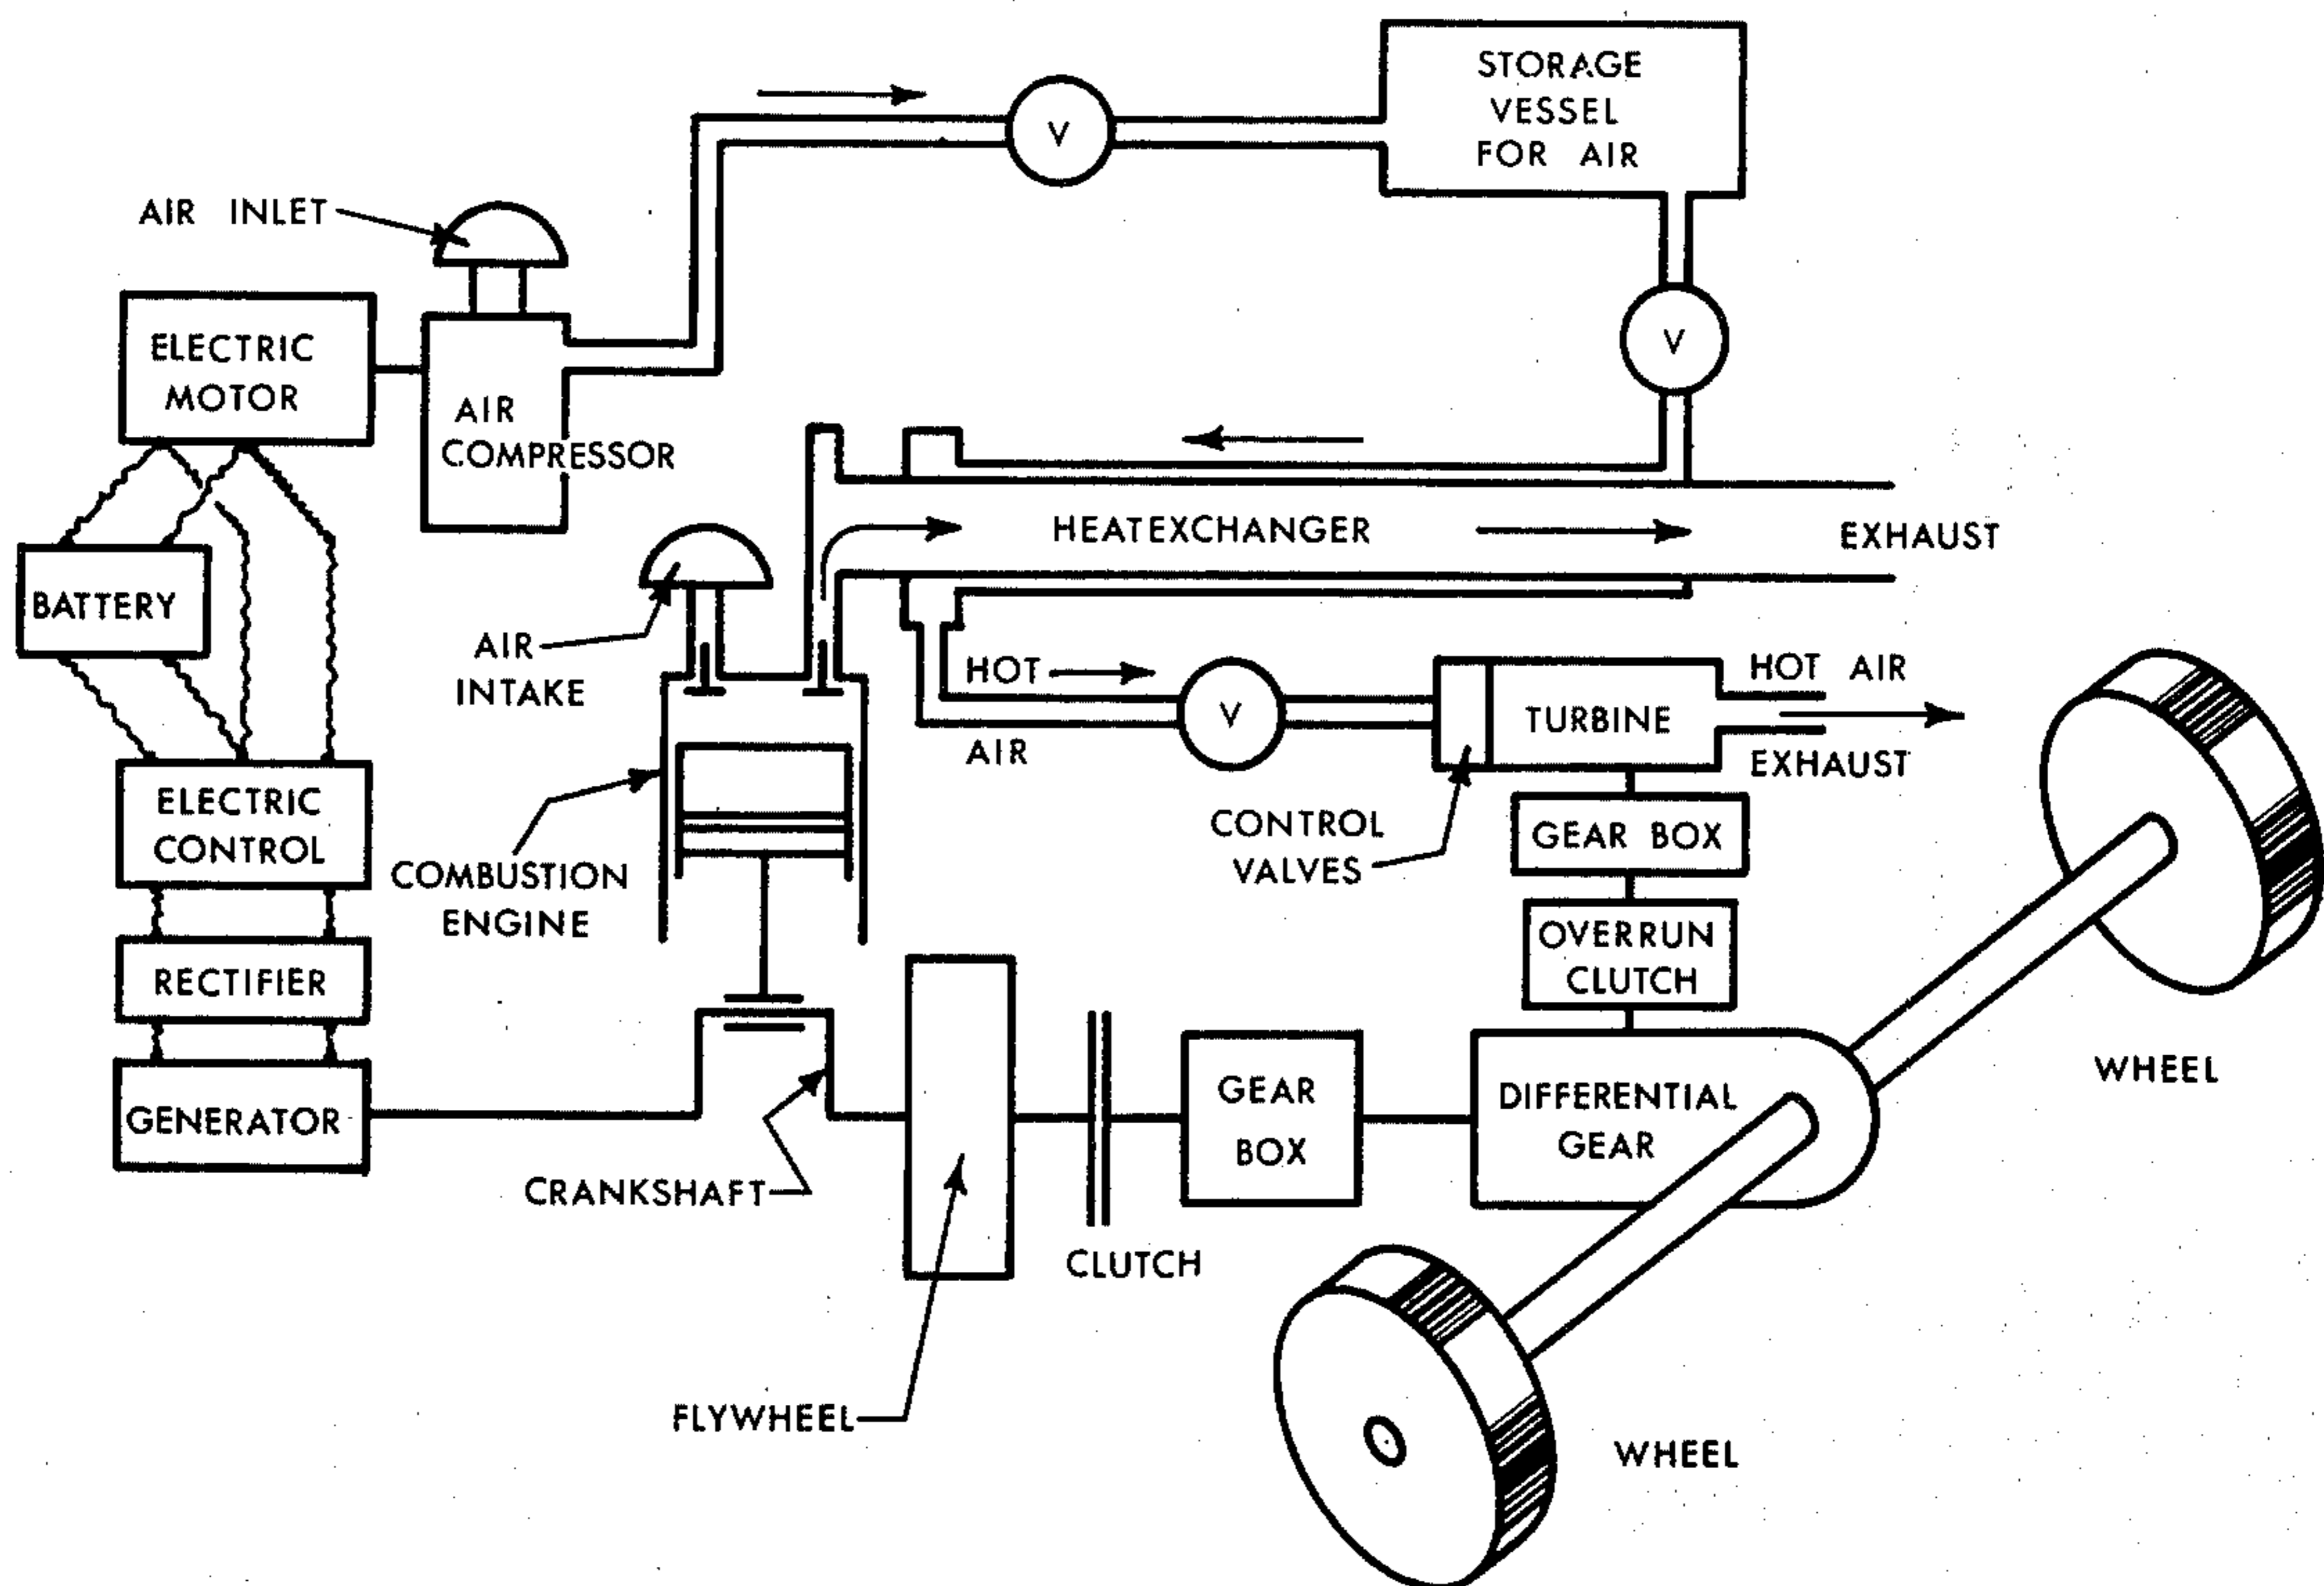 STORAGE
VESSEL
FOR AIR
V
AIR INLET
V
ELECTRIC
MOTOR
AIR
COMPRESSOR
HEATEXCHANGER
EXHAUST
BATTERY
AIR
INTAKE
HOT
AIR
V
TURBINE
HOT AIR
EXHAUST
CONTROL
VALVES
GEAR BOX
ELECTRIC
CONTROL
COMBUSTION
ENGINE
OVERRUN
CLUTCH
RECTIFIER
GENERATOR
CRANKSHAFT
GEAR
BOX
DIFFERENTIAL
GEAR
WHEEL
CLUTCH
FLYWHEEL
WHEEL